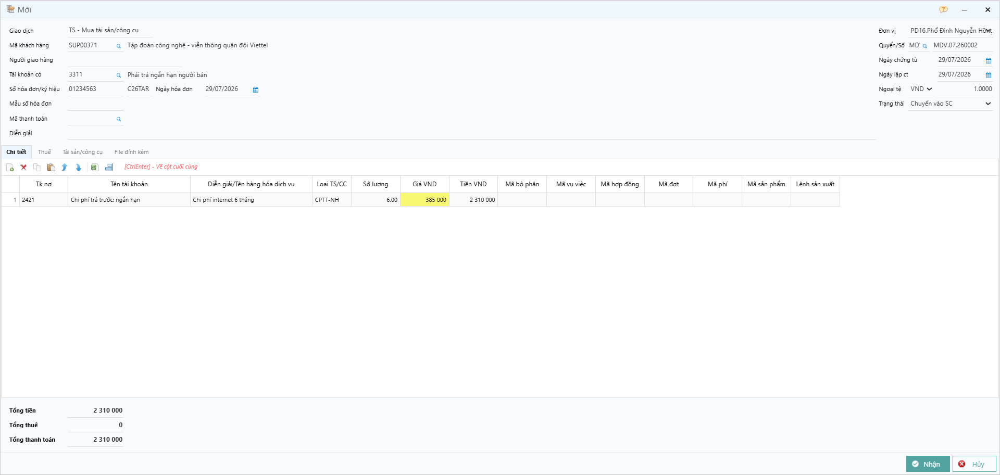 Mới
Giao dịch TS - Mua tài sản/công cụ Đơn vị PD16.Phố Đình Nguyễn Hồng
Mã khách hàng SUP00371 Tập đoàn công nghệ - viễn thông quân đội Viettel Quyển/Số MDV MDV.07.260002
Người giao hàng Ngày chứng từ 29/07/2026
Tài khoản có 3311 Phải trả ngắn hạn người bán Ngày lập ct 29/07/2026
Số hóa đơn/ký hiệu 01234563 C26TAR Ngày hóa đơn 29/07/2026 Ngoại tệ VND 1.0000
Mẫu số hóa đơn Trạng thái Chuyển vào SC
Mã thanh toán
Diễn giải
Chi tiết Thuế Tài sản/công cụ File đính kèm
[CtrlEnter] - Về cột cuối cùng
Tk nợ Tên tài khoản Diễn giải/Tên hàng hóa dịch vụ Loại TS/CC Số lượng Giá VND Tiền VND Mã bộ phận Mã vụ việc Mã hợp đồng Mã đợt Mã phí Mã sản phẩm Lệnh sản xuất
1 2421 Chi phí trả trước: ngắn hạn Chi phí internet 6 tháng CPTT-NH 6.00 385 000 2 310 000
Tổng tiền 2 310 000
Tổng thuế 0
Tổng thanh toán 2 310 000
Nhận Hủy